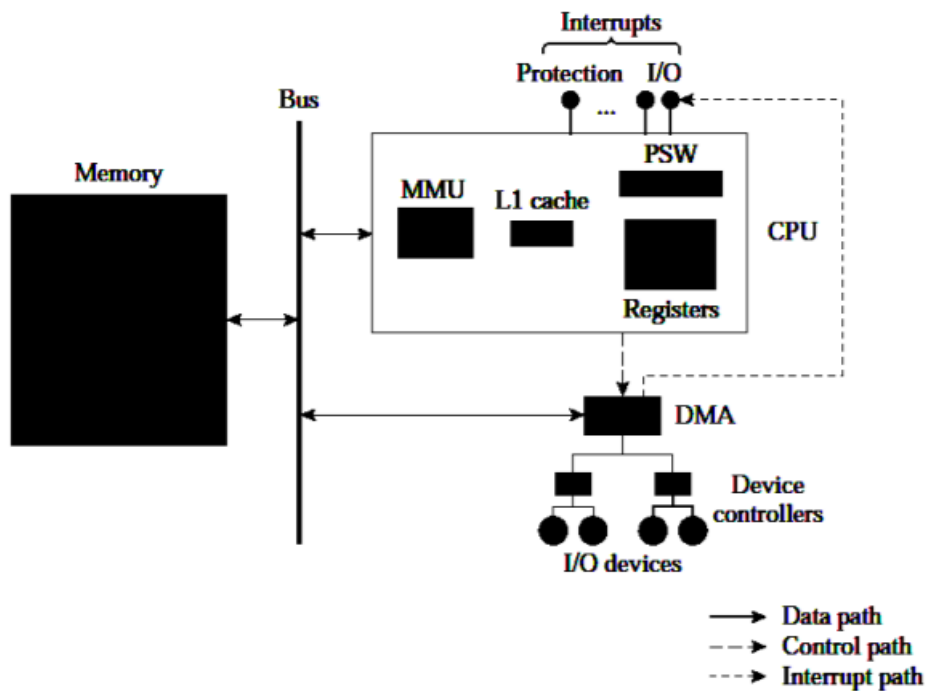 Interrupts
Protection I/O
...
Bus
Memory
PSW
MMU
L1 cache
CPU
Registers
DMA
Device
controllers
I/O devices
Data path
Control path
Interrupt path